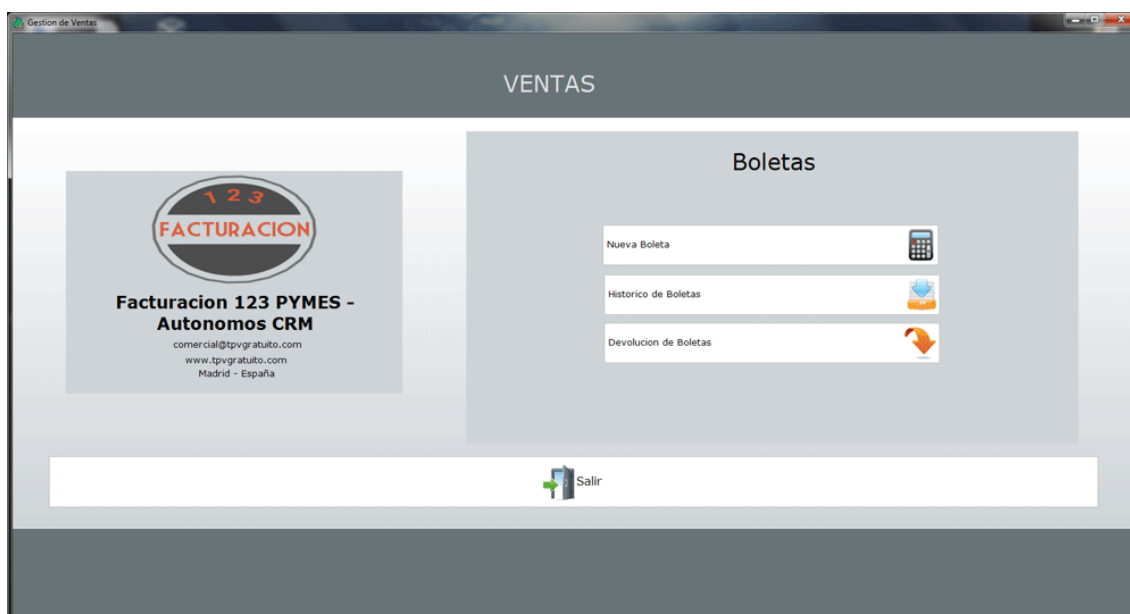 Gestion de Ventas
VENTAS
1 2 3
FACTURACION
Facturacion 123 PYMES -
Autonomos CRM
comercial@tpvgratuito.com
www.tpvgratuito.com
Madrid - España
Boletas
Nueva Boleta
Historico de Boletas
Devolucion de Boletas
Salir